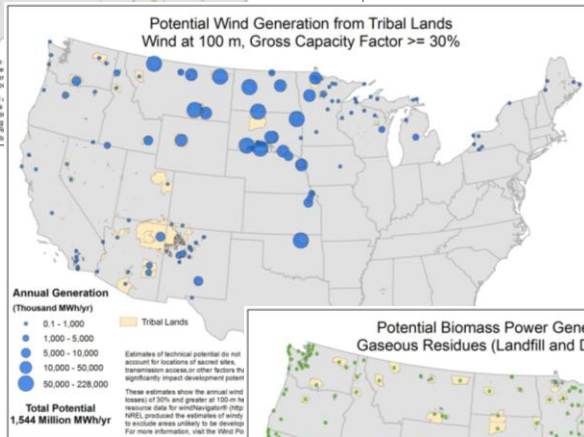 Potential Wind Generation from Tribal Lands
Wind at 100 m, Gross Capacity Factor >= 30%
Annual Generation
(Thousand MWh/yr)
0.1 - 1,000
1,000 - 5,000
5,000 - 10,000
10,000 - 50,000
50,000 - 228,000
Total Potential
1,544 Million MWh/yr
Tribal Lands
Estimates of technical potential do not
account for locations of sacred sites,
transmission access, or other factors th
significantly impact development poten
These estimates show the annual wind
losses) of 30% and greater at 100-m he
resource data for windNavigator® (http
NREL produced the estimates of windy
to exclude areas unlikely to be develop
For more information, visit the Wind Po
Potential Biomass Power Gene
Gaseous Residues (Landfill and D